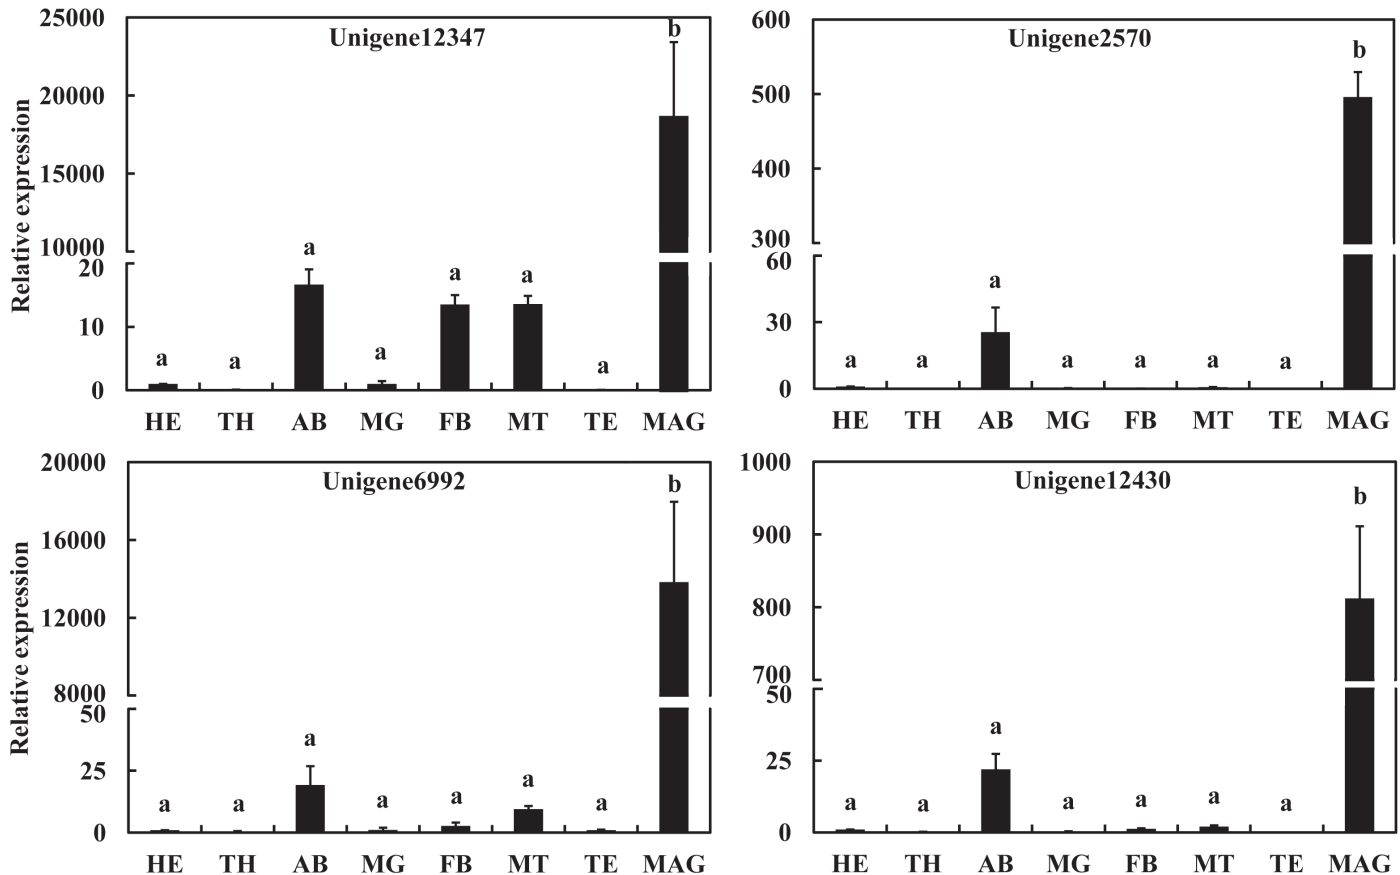 Unigene12347
Relative expression
25000
20000
15000
10000
20
10
0
a
a
a
a
a
a
a
b
HE TH AB MG FB MT TE MAG
Unigene2570
600
500
400
300
60
30
0
a
a
a
a
a
a
a
b
HE TH AB MG FB MT TE MAG
Unigene6992
Relative expression
20000
16000
12000
8000
50
25
0
a
a
a
a
a
a
a
b
HE TH AB MG FB MT TE MAG
Unigene12430
1000
900
800
700
50
25
0
a
a
a
a
a
a
a
b
HE TH AB MG FB MT TE MAG